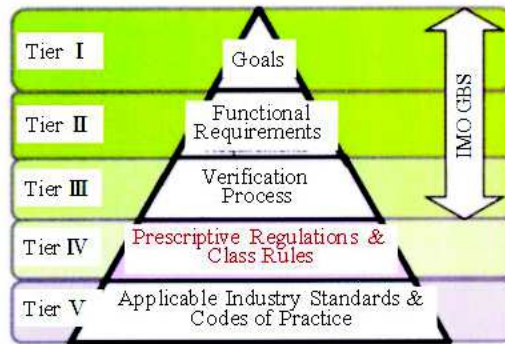 Tier I
Goals
Tier II
Functional
Requirements
Tier III
Verification
Process
Tier IV
Prescriptive Regulations &
Class Rules
Tier V
Applicable Industry Standards &
Codes of Practice
IMO GBS